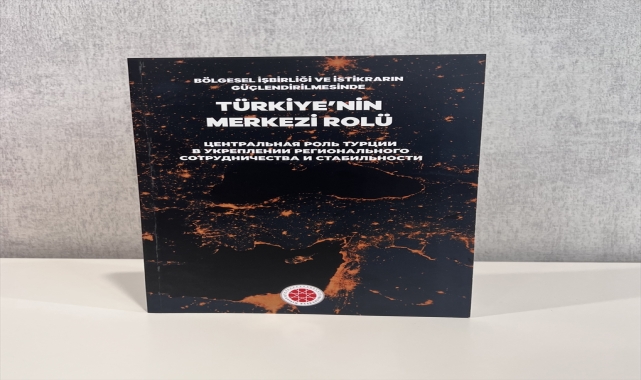 BÖLGESEL İŞBİRLİĞİ VE İSTİKRARIN
GÜÇLENDİRİLMESİNDE
TÜRKİYE'NİN
MERKEZİ ROLÜ
ЦЕНТРАЛЬНАЯ РОЛЬ ТУРЦИИ
В УКРЕПЛЕНИИ РЕГИОНАЛЬНОГО
СОТРУДНИЧЕСТВА И СТАБИЛЬНОСТИ